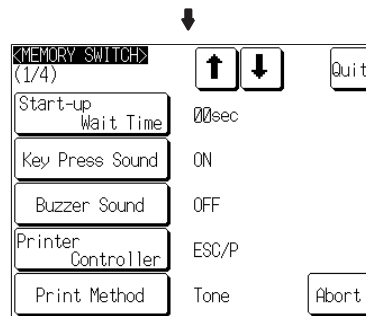 <MEMORY SWITCH>
(1/4)
Quit
Start-up
Wait Time
00sec
Key Press Sound
ON
Buzzer Sound
OFF
Printer
Controller
ESC/P
Print Method
Tone
Abort